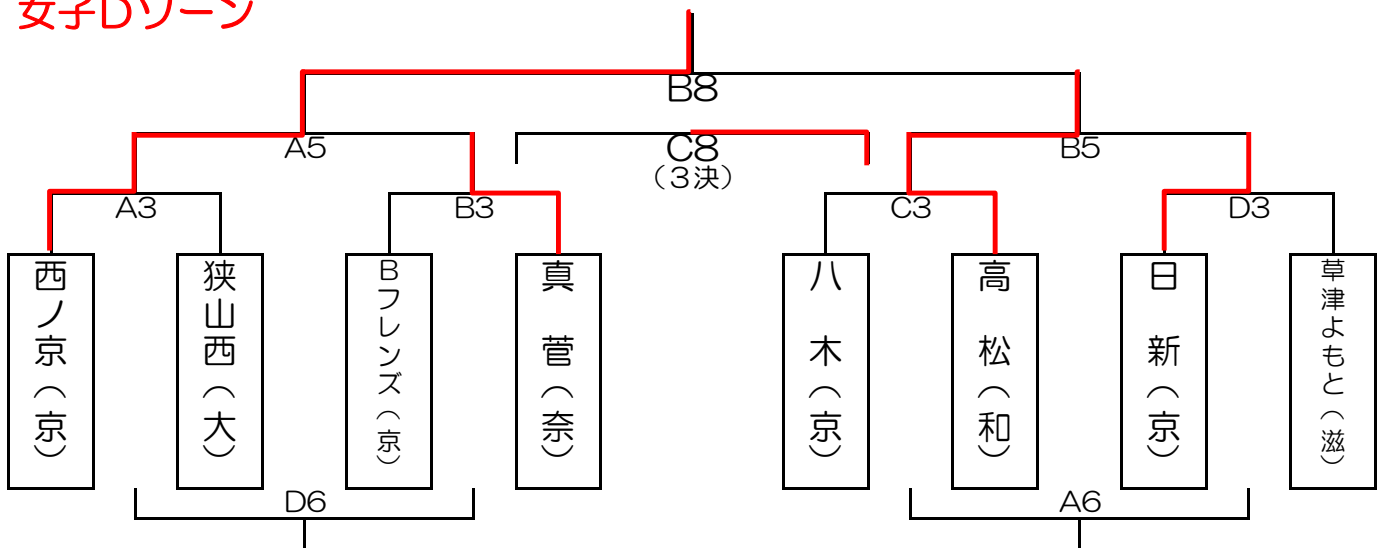 女子Dゾーン
B8
A5
C8
(3決)
B5
A3
B3
C3
D3
西ノ京(京)
狭山西(大)
Bフレンズ(京)
真菅(奈)
八木(京)
高松(和)
日新(京)
草津よもと(滋)
D6
A6